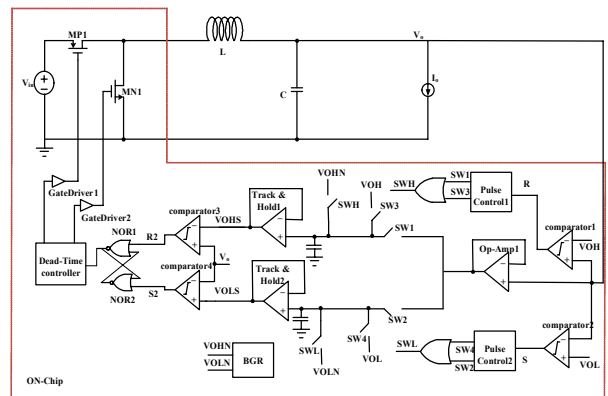 MP1
L
Vo
Vin
MN1
C
Io
GateDriver1
GateDriver2
NOR1
Dead-Time
controller
NOR2
comparator3
R2
comparator4
S2
VOHS
Vo
VOLS
Track &
Hold1
Track &
Hold2
VOHN
SWH
VOH
SW3
SW1
SW2
SWL
VOLN
SW4
VOL
SWH
SW1
SW3
Pulse
Control1
R
comparator1
VOH
Op-Amp1
SWL
SW4
SW2
Pulse
Control2
S
comparator2
VOL
VOHN
VOLN
BGR
ON-Chip